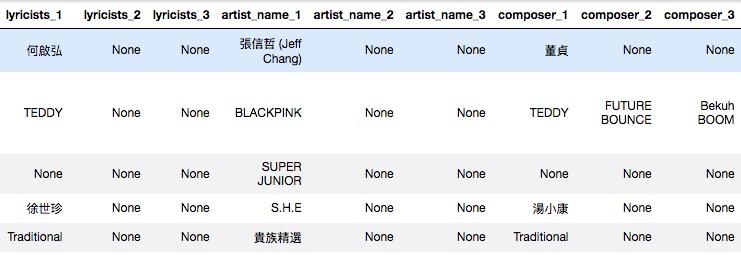 lyricists_1 lyricists_2 lyricists_3 artist_name_1 artist_name_2 artist_name_3 composer_1 composer_2 composer_3
何啟弘 None None 張信哲 (Jeff Chang) None None 董貞 None None
TEDDY None None BLACKPINK None None TEDDY FUTURE BOUNCE Bekuh BOOM
None None None SUPER JUNIOR None None None None None
徐世珍 None None S.H.E None None 湯小康 None None
Traditional None None 貴族精選 None None Traditional None None